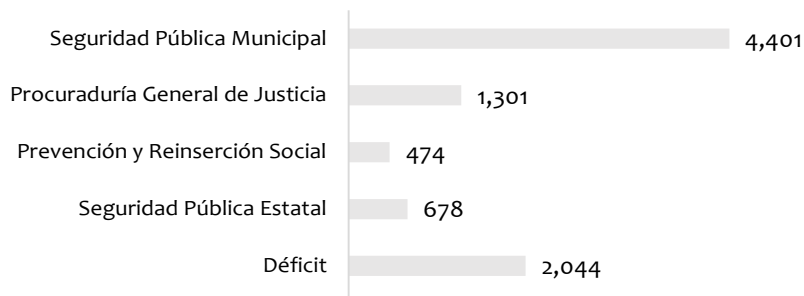 Seguridad Pública Municipal 4,401
Procuraduría General de Justicia 1,301
Prevención y Reinserción Social 474
Seguridad Pública Estatal 678
Déficit 2,044